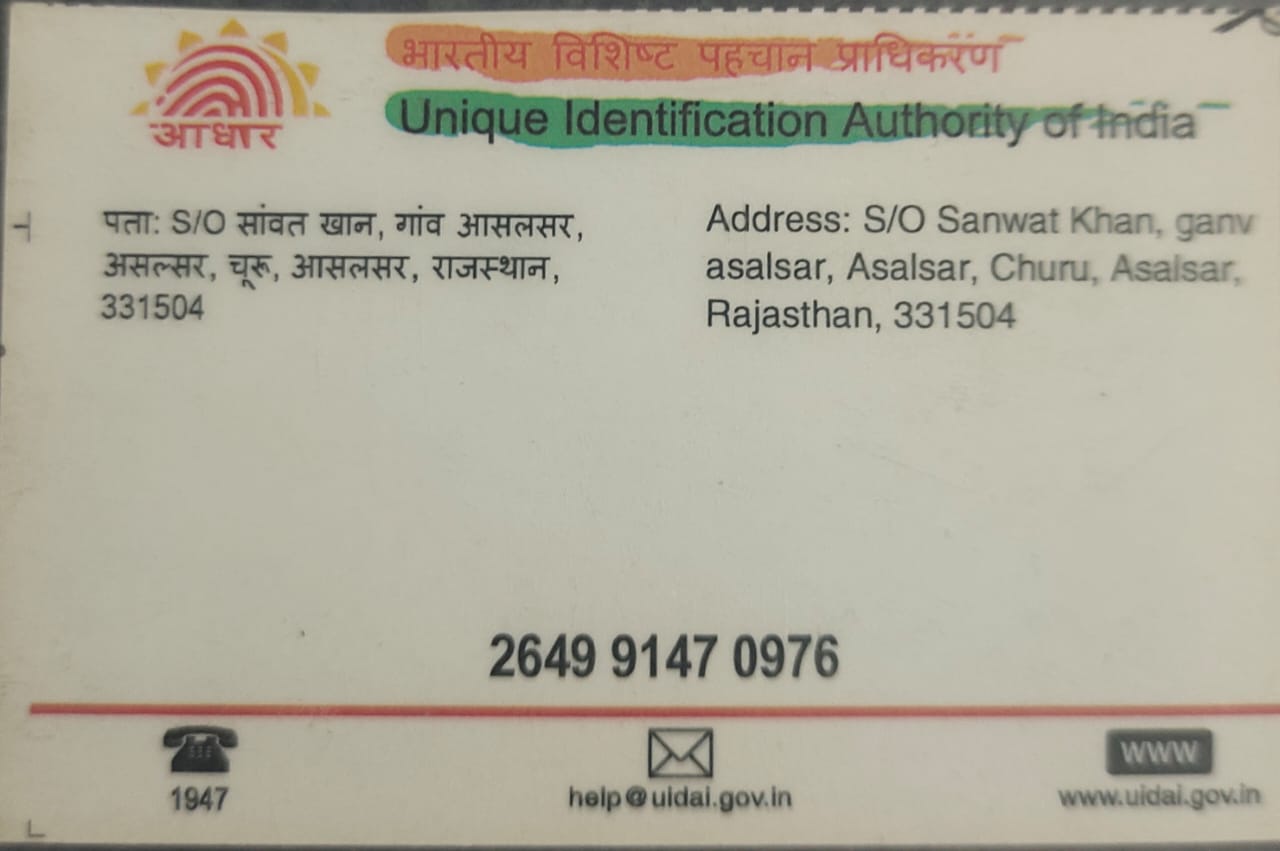 आधार
भारतीय विशिष्ट पहचान प्राधिकरण
Unique Identification Authority of India
पता: S/O सांवत खान, गांव आसलसर,
असल्सर, चूरू, आसलसर, राजस्थान,
331504
Address: S/O Sanwat Khan, ganv
asalsar, Asalsar, Churu, Asalsar,
Rajasthan, 331504
2649 9147 0976
1947
help@uidai.gov.in
WWW
www.uidai.gov.in